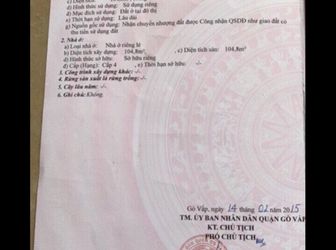 c) Diện tích:
d) Hình thức sử dụng: Sử dụng riêng
đ) Mục đích sử dụng: Đất ở tại đô thị
e) Thời hạn sử dụng: Lâu dài
g) Nguồn gốc sử dụng: Nhận chuyển nhượng đất được Công nhận QSDĐ như giao đất có
thu tiền sử dụng đất
2. Nhà ở:
a) Loại nhà ở: Nhà ở riêng lẻ
b) Diện tích xây dựng: 104,8m² , c) Diện tích sàn: 104,8m²
d) Hình thức sở hữu: Sở hữu riêng
đ) Cấp (Hạng): Cấp 4 , e) Thời hạn sở hữu: -/-
3. Công trình xây dựng khác: -/-
4. Rừng sản xuất là rừng trồng: -/-
5. Cây lâu năm: -/-
6. Ghi chú: Không.
Gò Vấp, ngày 14 tháng 01 năm 2015
TM. ỦY BAN NHÂN DÂN QUẬN GÒ VẤP
KT. CHỦ TỊCH
PHÓ CHỦ TỊCH